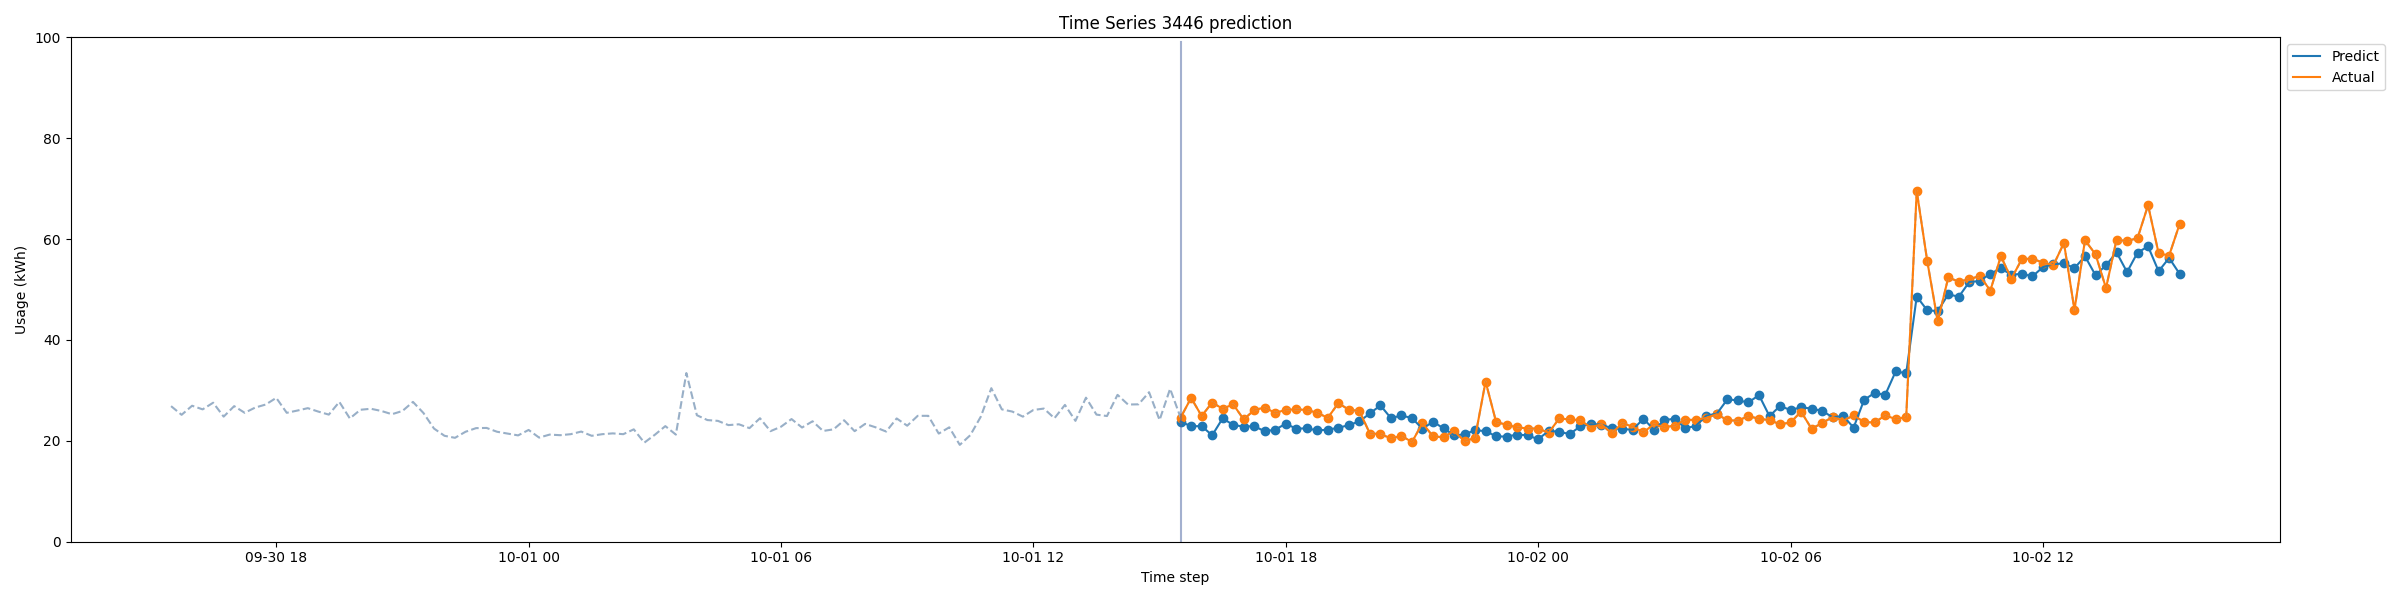 Time Series 3446 prediction
100
80
60
40
20
0
Usage (kWh)
09-30 18
10-01 00
10-01 06
10-01 12
10-01 18
10-02 00
10-02 06
10-02 12
Time step
Predict
Actual